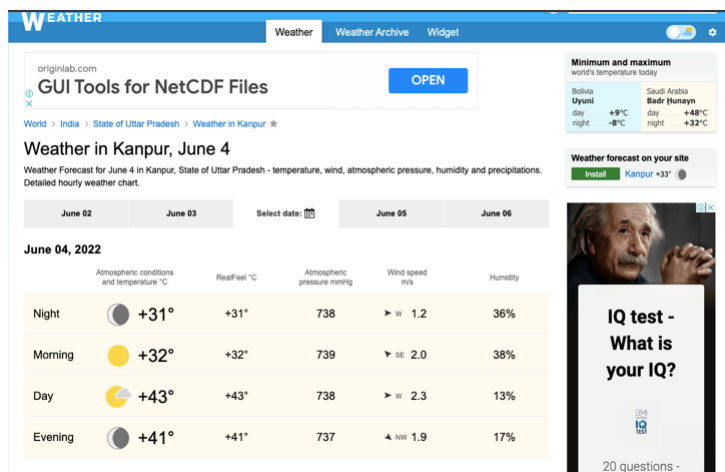 WEATHER
Weather Weather Archive Widget
originlab.com
GUI Tools for NetCDF Files
OPEN
World > India > State of Uttar Pradesh > Weather in Kanpur
Weather in Kanpur, June 4
Weather Forecast for June 4 in Kanpur, State of Uttar Pradesh - temperature, wind, atmospheric pressure, humidity and precipitations.
Detailed hourly weather chart.
June 02 June 03 Select date: June 05 June 06
June 04, 2022
Atmospheric conditions and temperature °C RealFeel °C Atmospheric pressure mmHg Wind speed m/s Humidity
Night +31° +31° 738 W 1.2 36%
Morning +32° +32° 739 SE 2.0 38%
Day +43° +43° 738 W 2.3 13%
Evening +41° +41° 737 NW 1.9 17%
Minimum and maximum
world's temperature today
Bolivia Saudi Arabia
Uyuni Badr Hunayn
day +9°C day +48°C
night -8°C night +32°C
Weather forecast on your site
Install Kanpur +33°
IQ test -
What is
your IQ?
IQ
TEST
20 questions -